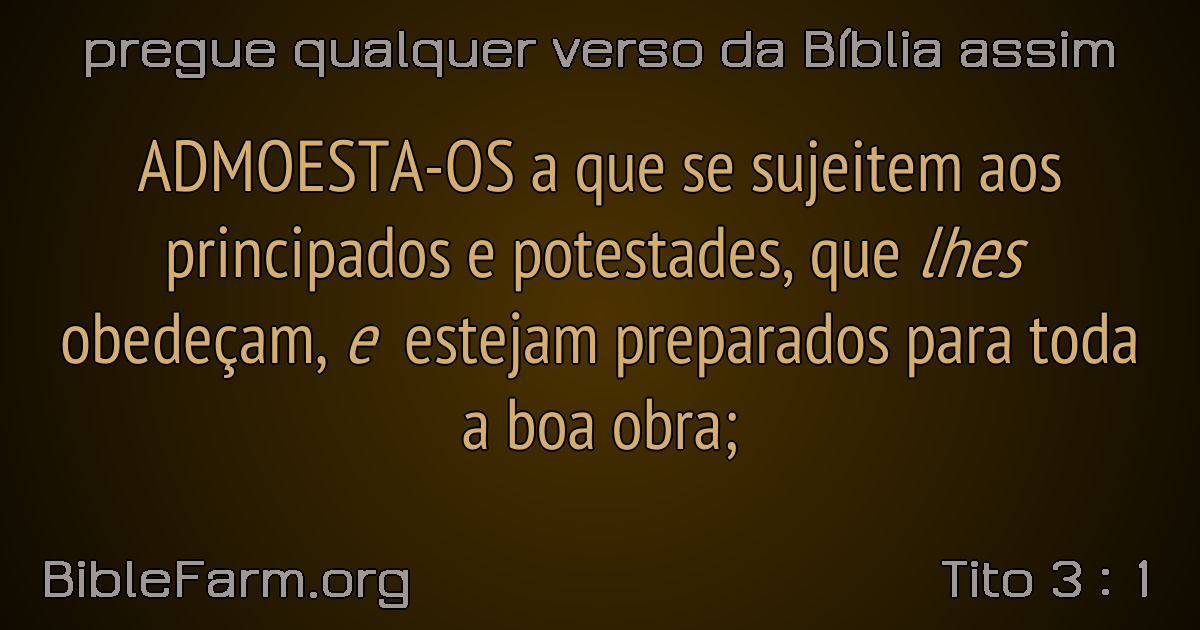 pregue qualquer verso da Bíblia assim
ADMOESTA-OS a que se sujeitem aos
principados e potestades, que lhes
obedeçam, e estejam preparados para toda
a boa obra;
BibleFarm.org
Tito 3 : 1